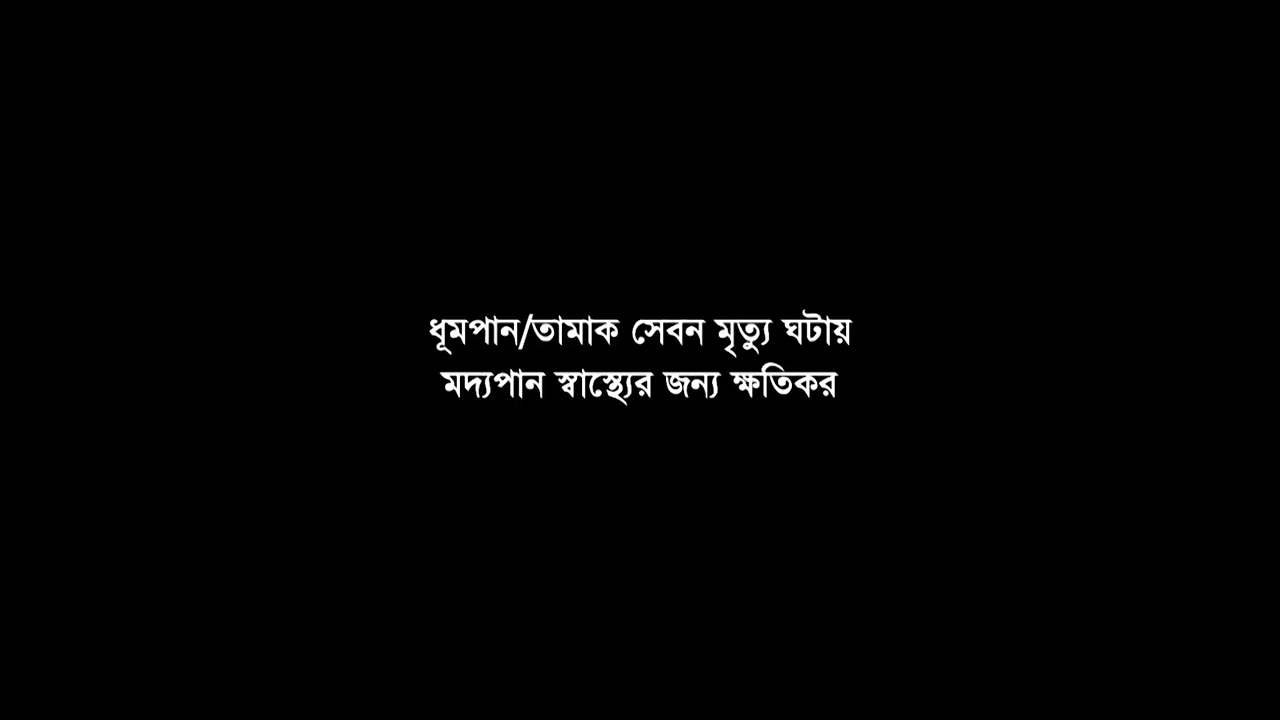 ধূমপান/তামাক সেবন মৃত্যু ঘটায়
মদ্যপান স্বাস্থ্যের জন্য ক্ষতিকর